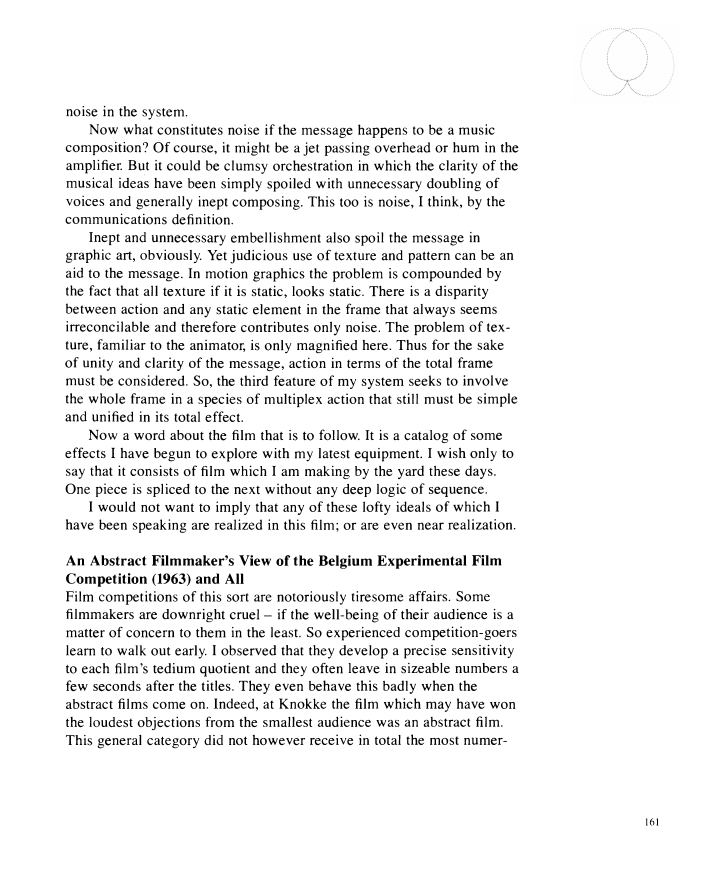 noise in the system.
Now what constitutes noise if the message happens to be a music
composition? Of course, it might be a jet passing overhead or hum in the
amplifier. But it could be clumsy orchestration in which the clarity of the
musical ideas have been simply spoiled with unnecessary doubling of
voices and generally inept composing. This too is noise, I think, by the
communications definition.
Inept and unnecessary embellishment also spoil the message in
graphic art, obviously. Yet judicious use of texture and pattern can be an
aid to the message. In motion graphics the problem is compounded by
the fact that all texture if it is static, looks static. There is a disparity
between action and any static element in the frame that always seems
irreconcilable and therefore contributes only noise. The problem of tex-
ture, familiar to the animator, is only magnified here. Thus for the sake
of unity and clarity of the message, action in terms of the total frame
must be considered. So, the third feature of my system seeks to involve
the whole frame in a species of multiplex action that still must be simple
and unified in its total effect.
Now a word about the film that is to follow. It is a catalog of some
effects I have begun to explore with my latest equipment. I wish only to
say that it consists of film which I am making by the yard these days.
One piece is spliced to the next without any deep logic of sequence.
I would not want to imply that any of these lofty ideals of which I
have been speaking are realized in this film; or are even near realization.
An Abstract Filmmaker's View of the Belgium Experimental Film
Competition (1963) and All
Film competitions of this sort are notoriously tiresome affairs. Some
filmmakers are downright cruel – if the well-being of their audience is a
matter of concern to them in the least. So experienced competition-goers
learn to walk out early. I observed that they develop a precise sensitivity
to each film's tedium quotient and they often leave in sizeable numbers a
few seconds after the titles. They even behave this badly when the
abstract films come on. Indeed, at Knokke the film which may have won
the loudest objections from the smallest audience was an abstract film.
This general category did not however receive in total the most numer-
161